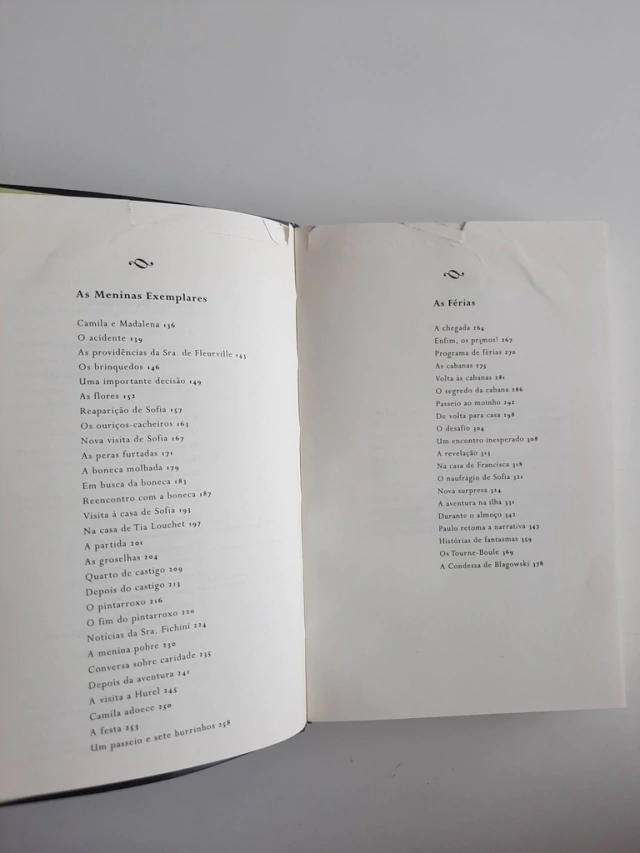 As Meninas Exemplares
Camila e Madalena 136
O acidente 139
As providências da Sra. de Fleurville 143
Os brinquedos 146
Uma importante decisão 149
As flores 152
Reaparição de Sofia 157
Os ouriços-cacheiros 163
Nova visita de Sofia 167
As peras furtadas 171
A boneca molhada 179
Em busca da boneca 183
Reencontro com a boneca 187
Visita à casa de Sofia 193
Na casa de Tia Louchet 197
A partida 201
As groselhas 204
Quarto de castigo 209
Depois do castigo 213
O pintarroxo 216
O fim do pintarroxo 220
Notícias da Sra. Fichini 224
A menina pobre 230
Conversa sobre caridade 235
Depois da aventura 241
A visita a Hurel 245
Camila adoece 250
A festa 253
Um passeio e sete burrinhos 258
As Férias
A chegada 264
Enfim, os primos! 267
Programa de férias 270
As cabanas 275
Volta às cabanas 281
O segredo da cabana 286
Passeio ao moinho 292
De volta para casa 298
O desafio 304
Um encontro inesperado 308
A revelação 313
Na casa de Francisca 318
O naufrágio de Sofia 321
Nova surpresa 324
A aventura na ilha 331
Durante o almoço 342
Paulo retoma a narrativa 347
Histórias de fantasmas 359
Os Tourne-Boule 369
A Condessa de Blagowski 378